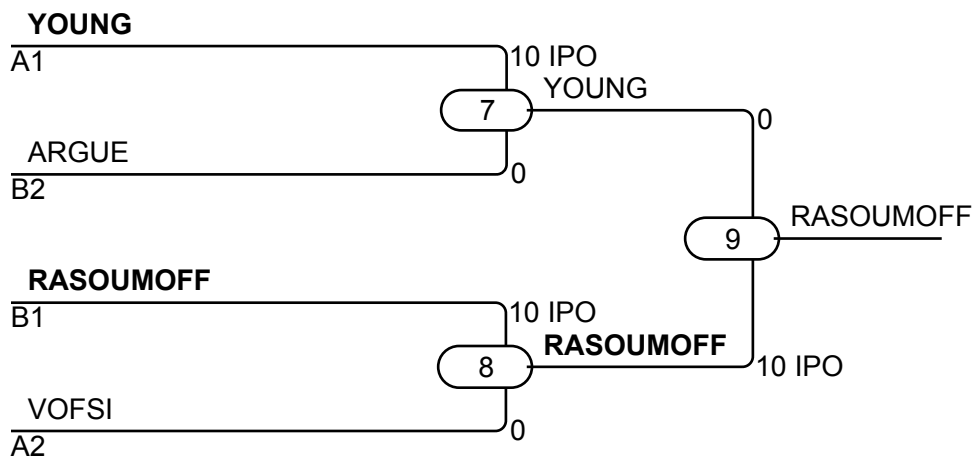 YOUNG
A1
10 IPO
7
YOUNG
0
ARGUE
B2
0
9
RASOUMOFF
RASOUMOFF
B1
10 IPO
8
RASOUMOFF
10 IPO
VOFSI
A2
0